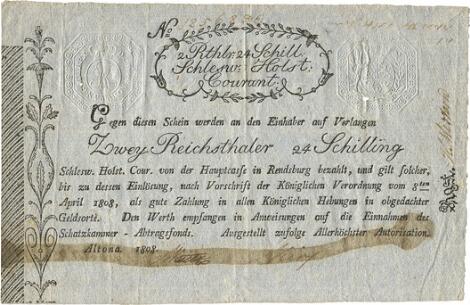 No
2 Rthlr. 24 Schill.
Schlesw. Holst.
Courant.
Gegen diesen Schein werden an den Einhaber auf Verlangen
Zwey Reichsthaler 24 Schilling
Schlesw. Holst. Cour. von der Hauptcasse in Rendsburg bezahlt, und gilt solcher,
bis zu dessen Einlösung, nach Vorschrift der Königlichen Verordnung vom 8ten
April 1808, als gute Zahlung in allen Königlichen Hebungen in obgedachter
Geldsorte. Den Werth empfangen in Anweisungen auf die Einnahmen des
Schatzkammer-Abtragsfonds. Ausgestellt zufolge Allerhöchster Autorisation.
Altona. 1808.